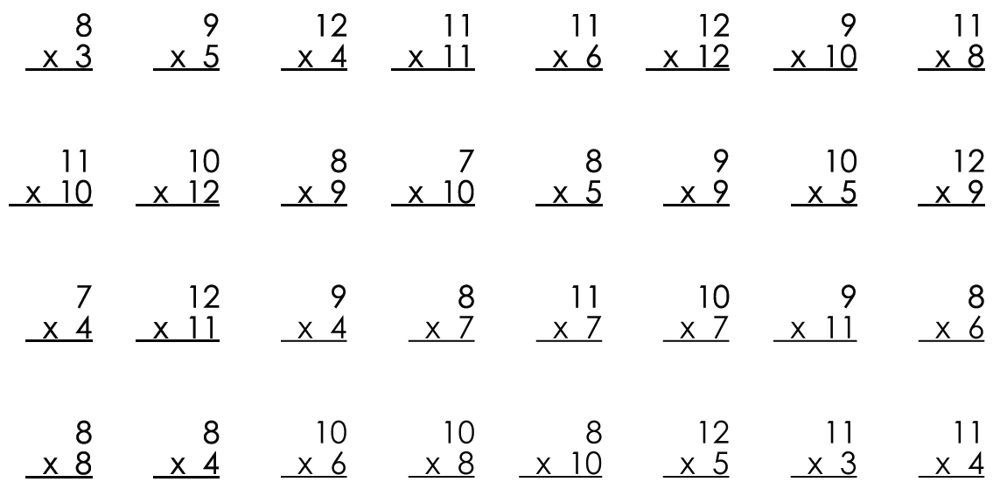 8 9 12 11 11 12 9 11
x 3 x 5 x 4 x 11 x 6 x 12 x 10 x 8
11 10 8 7 8 9 10 12
x 10 x 12 x 9 x 10 x 5 x 9 x 5 x 9
7 12 9 8 11 10 9 8
x 4 x 11 x 4 x 7 x 7 x 7 x 11 x 6
8 8 10 10 8 12 11 11
x 8 x 4 x 6 x 8 x 10 x 5 x 3 x 4